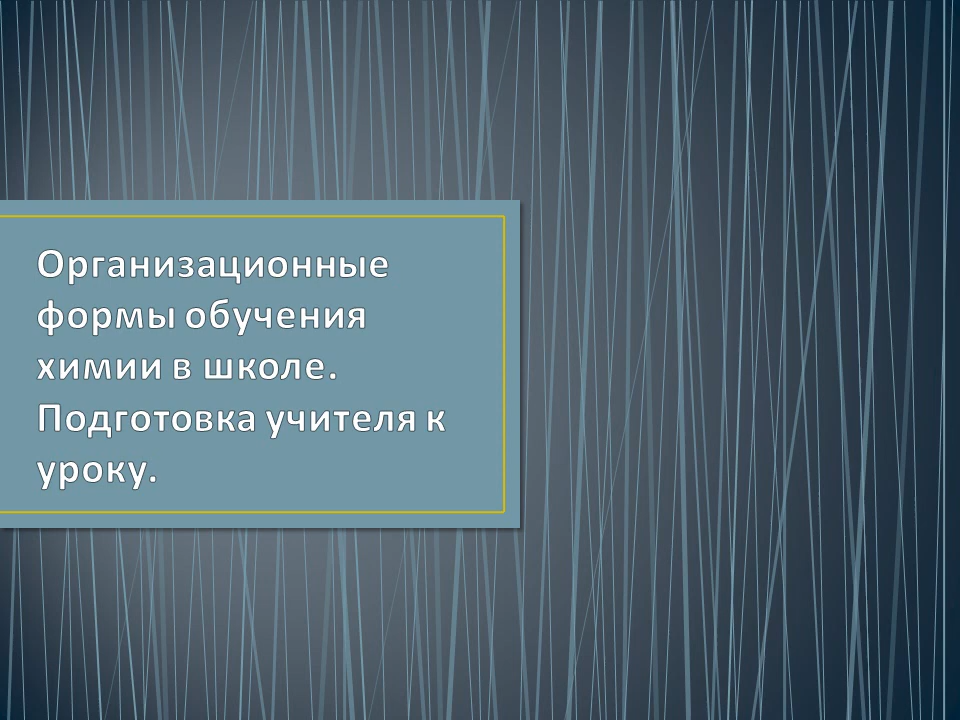 Организационные
формы обучения
химии в школе.
Подготовка учителя к
уроку.